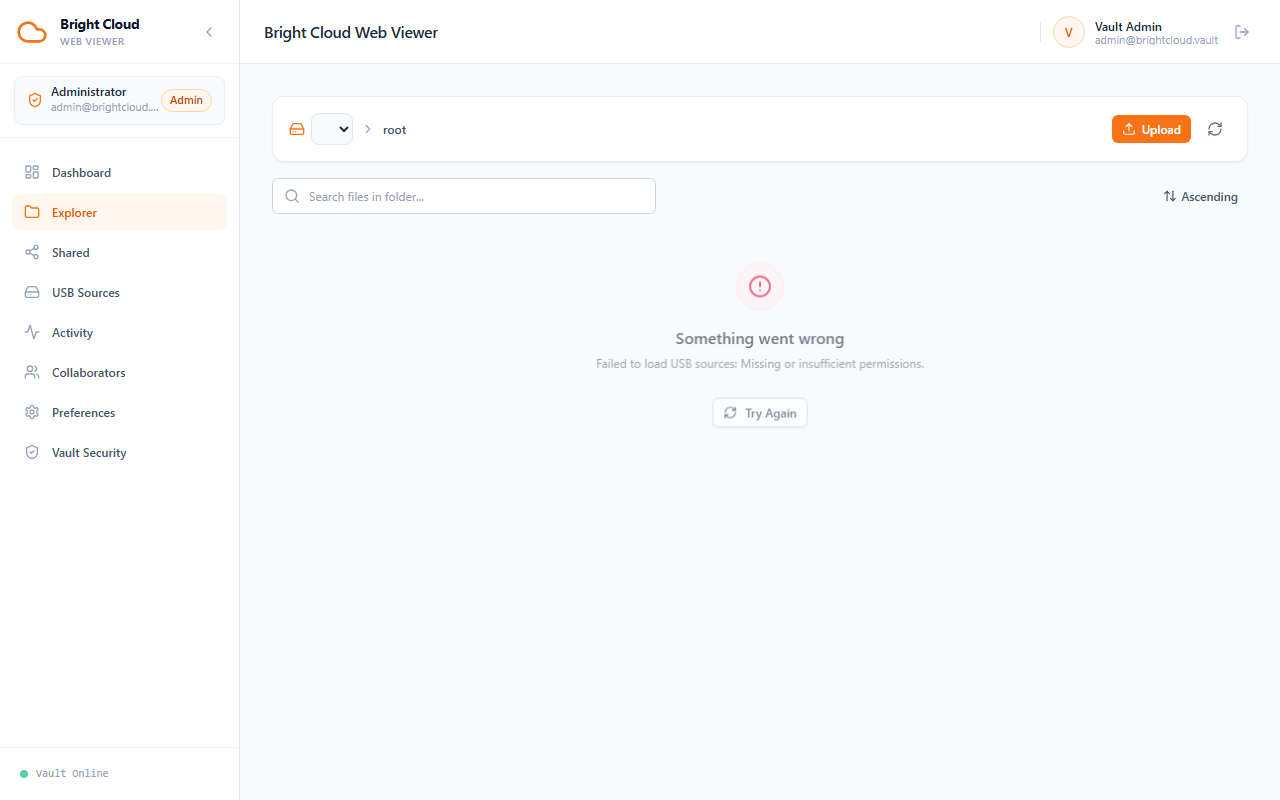 Bright Cloud
WEB VIEWER
Administrator
admin@brightcloud....
Admin
Dashboard
Explorer
Shared
USB Sources
Activity
Collaborators
Preferences
Vault Security
Vault Online
Bright Cloud Web Viewer
V
Vault Admin
admin@brightcloud.vault
root
Upload
Search files in folder...
Ascending
Something went wrong
Failed to load USB sources: Missing or insufficient permissions.
Try Again